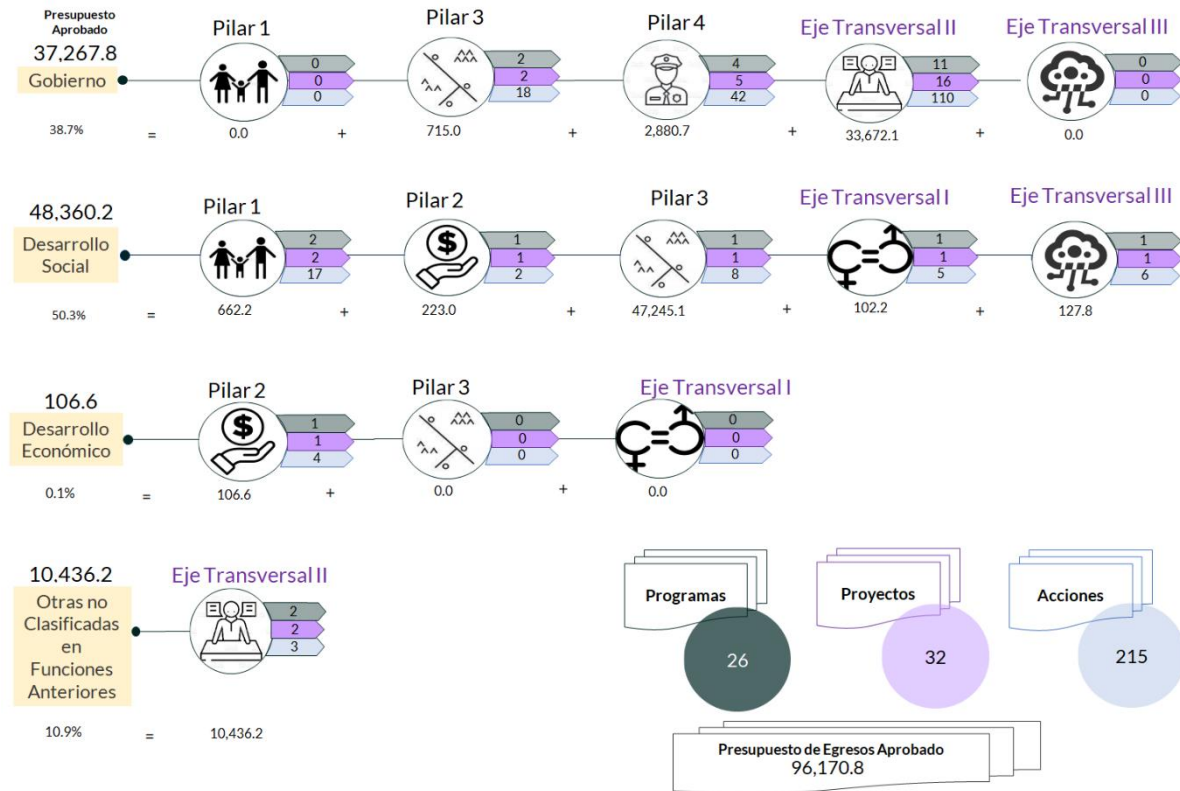 Presupuesto
Aprobado
37,267.8
Gobierno
38.7%
=
Pilar 1
0
0
0
0.0
+
Pilar 3
2
2
18
715.0
+
Pilar 4
4
5
42
2,880.7
+
Eje Transversal II
11
16
110
33,672.1
+
Eje Transversal III
0
0
0
0.0
48,360.2
Desarrollo
Social
50.3%
=
Pilar 1
2
2
17
662.2
+
Pilar 2
$
1
1
2
223.0
+
Pilar 3
1
1
8
47,245.1
+
Eje Transversal I
1
1
5
102.2
+
Eje Transversal III
1
1
6
127.8
106.6
Desarrollo
Económico
0.1%
=
Pilar 2
$
1
1
4
106.6
+
Pilar 3
0
0
0
0.0
+
Eje Transversal I
0
0
0
0.0
10,436.2
Otras no
Clasificadas
en
Funciones
Anteriores
10.9%
=
Eje Transversal II
2
2
3
10,436.2
Programas
26
Proyectos
32
Acciones
215
Presupuesto de Egresos Aprobado
96,170.8